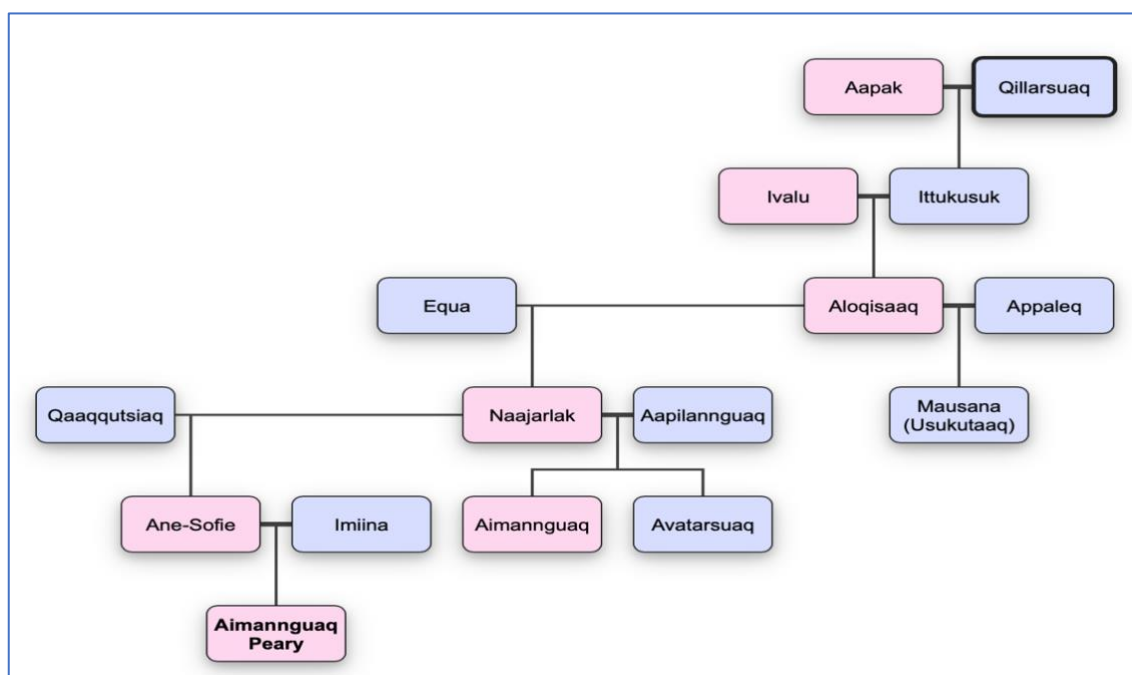 Aapak
Qillarsuaq
Ivalu
Ittukusuk
Equa
Aloqisaaq
Appaleq
Qaaqqutsiaq
Naajarlak
Aapilannguaq
Mausana
(Usukutaaq)
Ane-Sofie
Imiina
Aimannguaq
Avatarsuaq
Aimannguaq
Peary